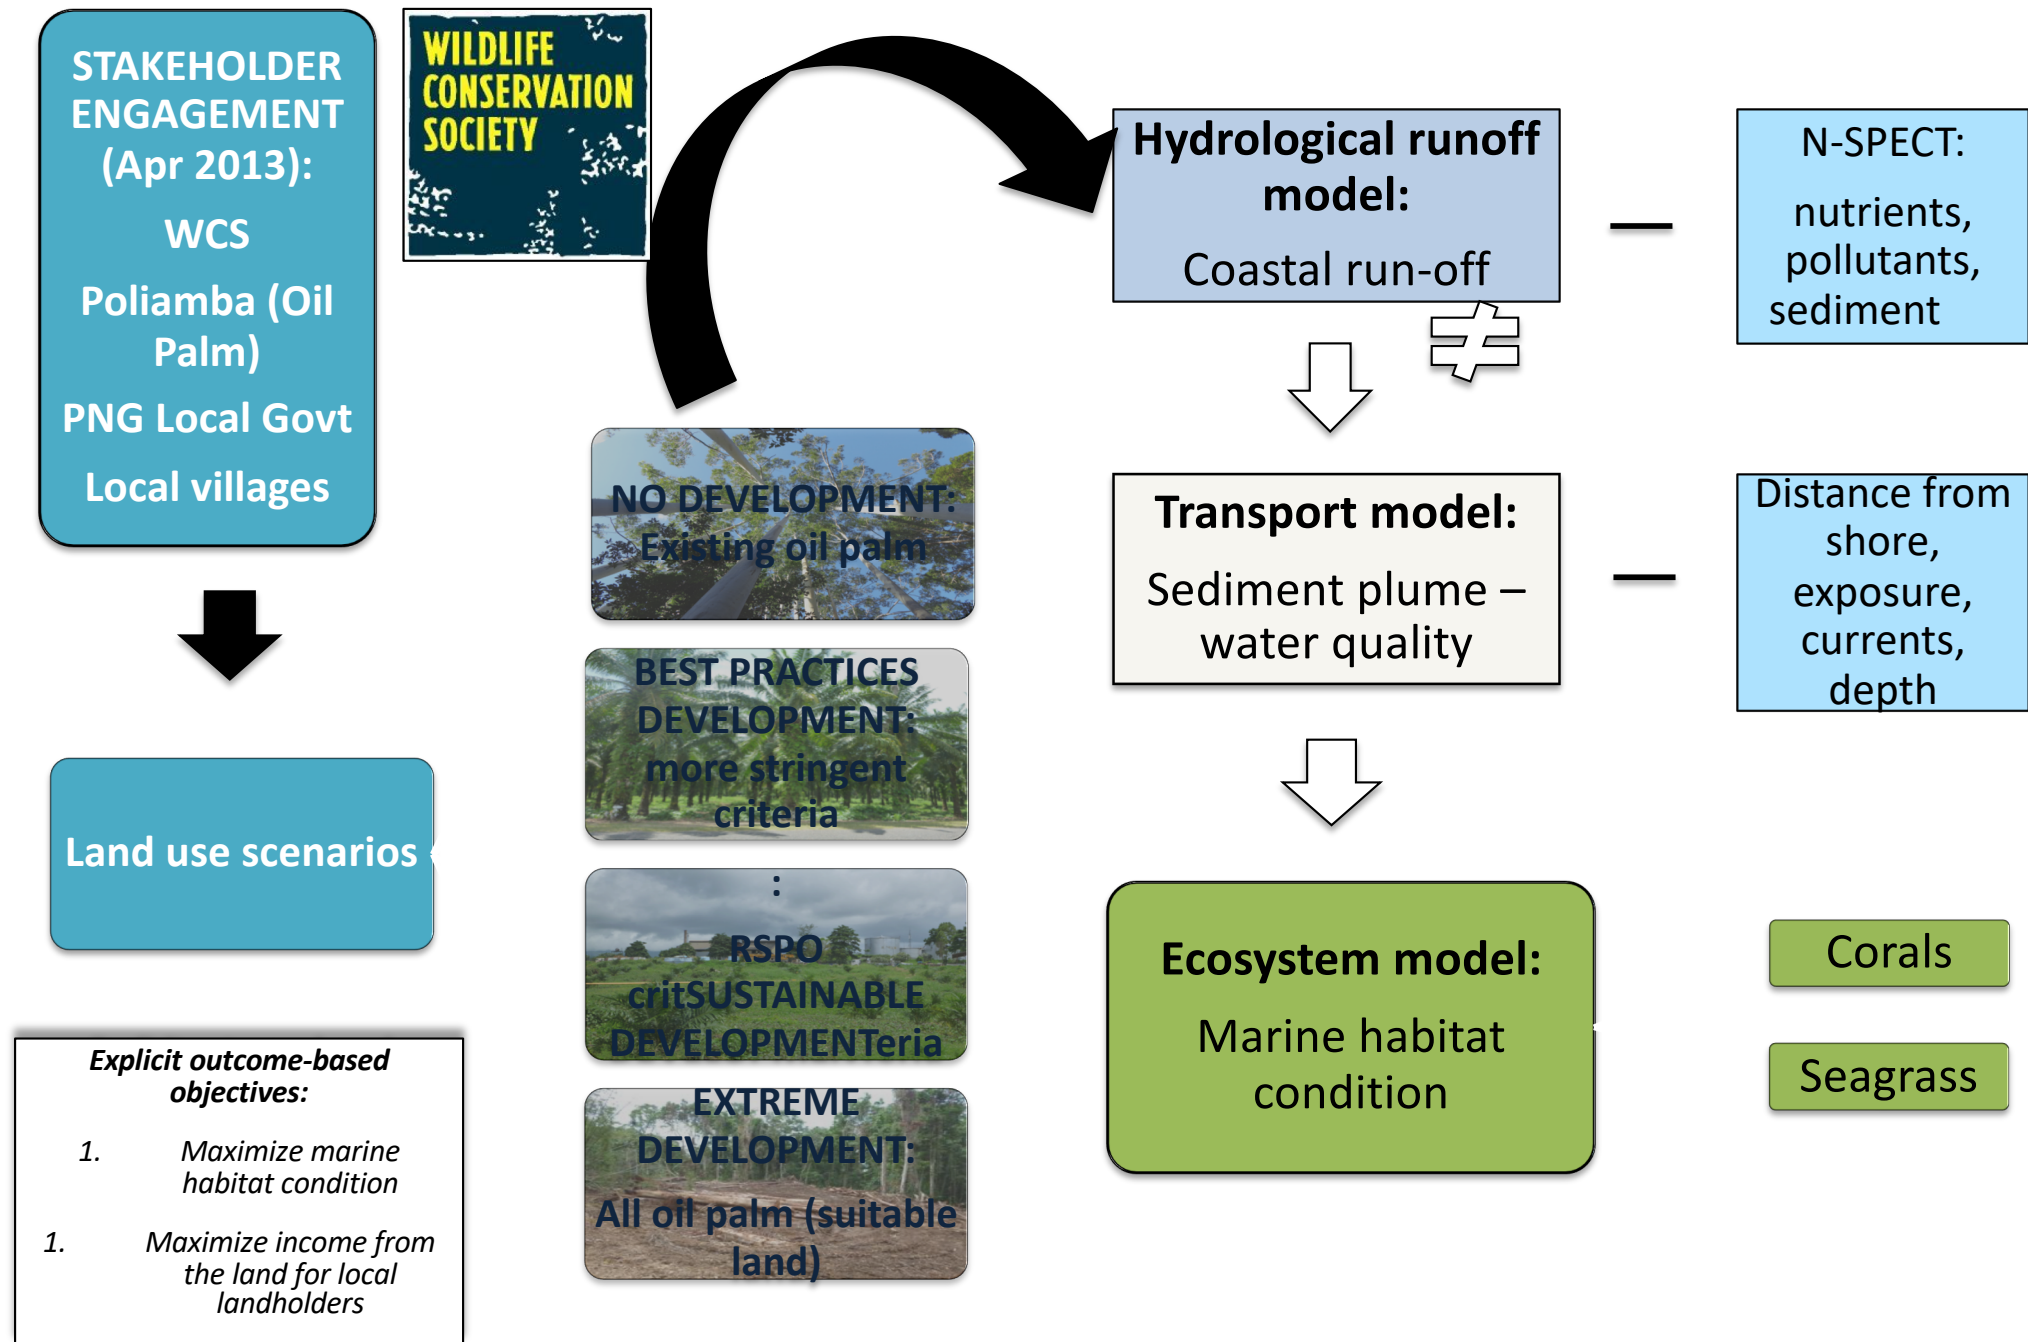 STAKEHOLDER
ENGAGEMENT
(Apr 2013):
WCS
Poliamba (Oil
Palm)
PNG Local Govt
Local villages
WILDLIFE
CONSERVATION
SOCIETY
Land use scenarios
Explicit outcome-based
objectives:
1. Maximize marine
habitat condition
1. Maximize income from
the land for local
landholders
NO DEVELOPMENT:
Existing oil palm
BEST PRACTICES
DEVELOPMENT:
more stringent
criteria
:
RSPO
critSUSTAINABLE
DEVELOPMENTeria
EXTREME
DEVELOPMENT:
All oil palm (suitable
land)
Hydrological runoff
model:
Coastal run-off
≠
Transport model:
Sediment plume –
water quality
Ecosystem model:
Marine habitat
condition
N-SPECT:
nutrients,
pollutants,
sediment
Distance from
shore,
exposure,
currents,
depth
Corals
Seagrass